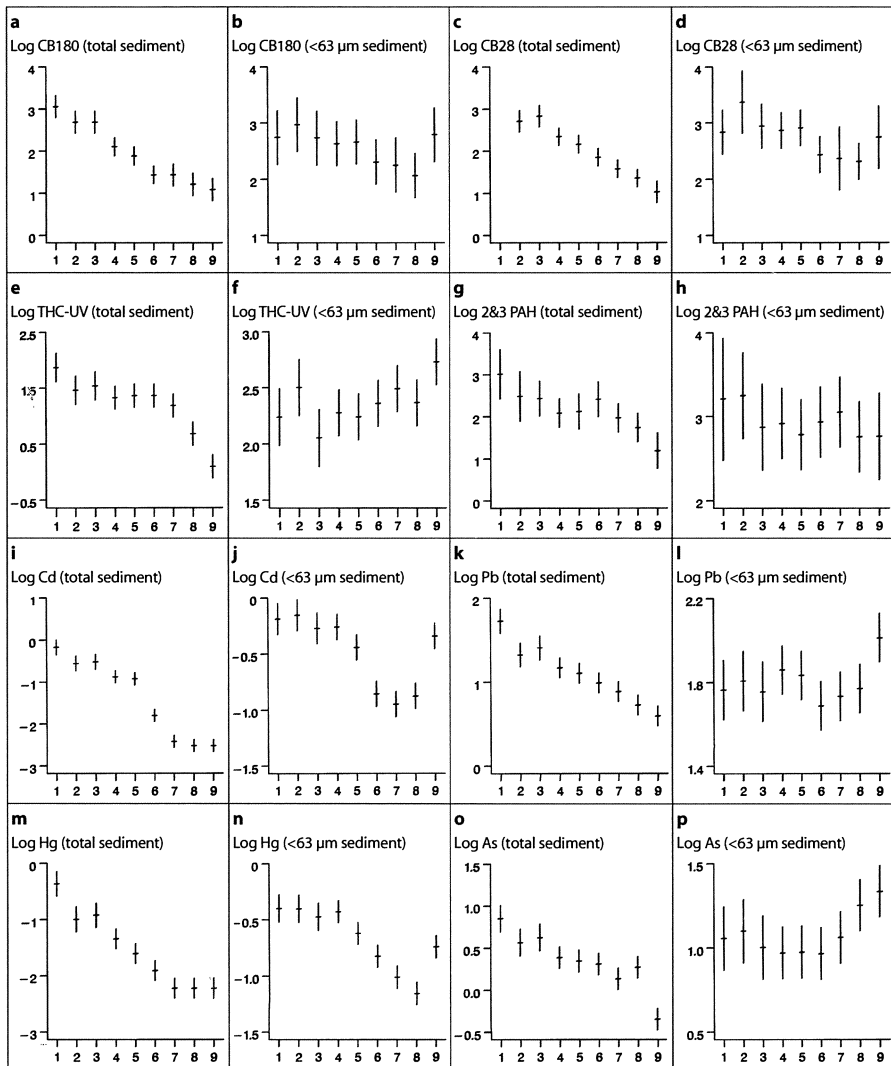 a
Log CB180 (total sediment)
4
3
2
1
0
1 2 3 4 5 6 7 8 9
b
Log CB180 (<63 µm sediment)
4
3
2
1
1 2 3 4 5 6 7 8 9
c
Log CB28 (total sediment)
4
3
2
1
0
1 2 3 4 5 6 7 8 9
d
Log CB28 (<63 µm sediment)
4
3
2
1
1 2 3 4 5 6 7 8 9
e
Log THC-UV (total sediment)
2.5
1.5
0.5
−0.5
1 2 3 4 5 6 7 8 9
f
Log THC-UV (<63 µm sediment)
3.0
2.5
2.0
1.5
1 2 3 4 5 6 7 8 9
g
Log 2&3 PAH (total sediment)
4
3
2
1
0
1 2 3 4 5 6 7 8 9
h
Log 2&3 PAH (<63 µm sediment)
4
3
2
1 2 3 4 5 6 7 8 9
i
Log Cd (total sediment)
1
−0
−1
−2
−3
1 2 3 4 5 6 7 8 9
j
Log Cd (<63 µm sediment)
−0
−0.5
−1.0
−1.5
1 2 3 4 5 6 7 8 9
k
Log Pb (total sediment)
2
1
0
1 2 3 4 5 6 7 8 9
l
Log Pb (<63 µm sediment)
2.2
1.8
1.4
1 2 3 4 5 6 7 8 9
m
Log Hg (total sediment)
−0
−1
−2
−3
1 2 3 4 5 6 7 8 9
n
Log Hg (<63 µm sediment)
−0
−0.5
−1.0
−1.5
1 2 3 4 5 6 7 8 9
o
Log As (total sediment)
1.5
1.0
0.5
0.0
−0.5
1 2 3 4 5 6 7 8 9
p
Log As (<63 µm sediment)
1.5
1.0
0.5
1 2 3 4 5 6 7 8 9